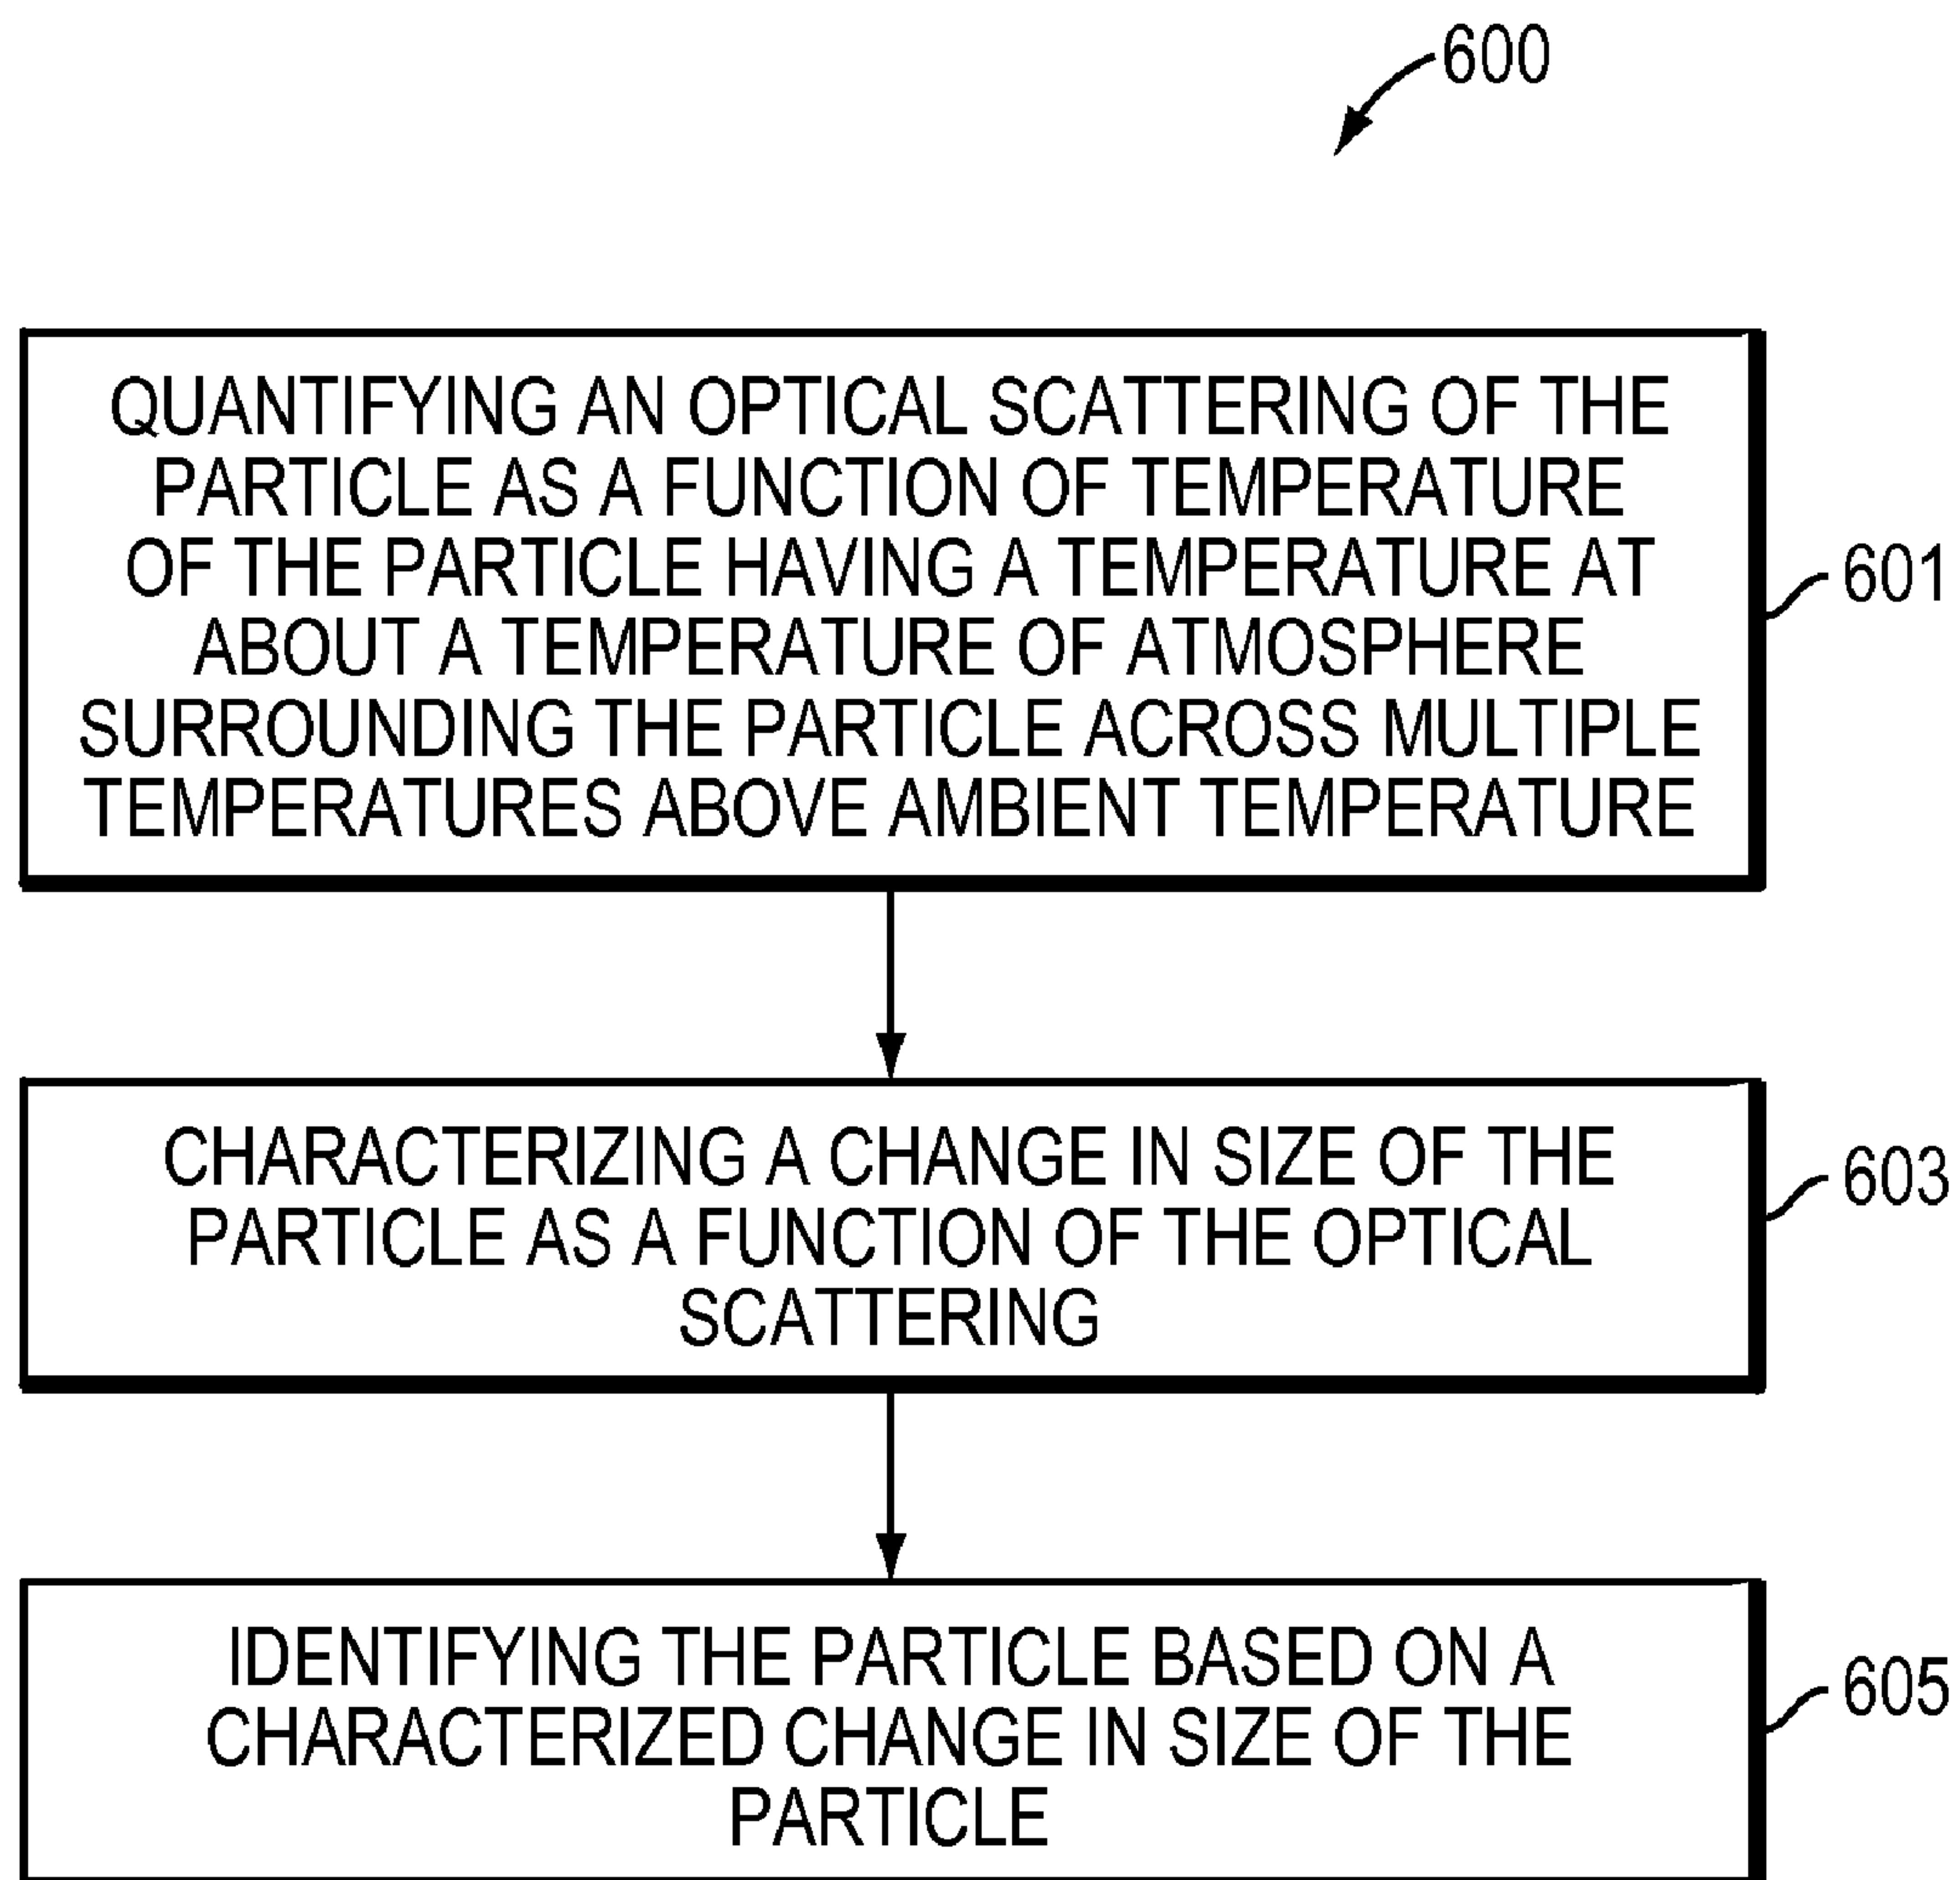 600
QUANTIFYING AN OPTICAL SCATTERING OF THE
PARTICLE AS A FUNCTION OF TEMPERATURE
OF THE PARTICLE HAVING A TEMPERATURE AT
ABOUT A TEMPERATURE OF ATMOSPHERE
SURROUNDING THE PARTICLE ACROSS MULTIPLE
TEMPERATURES ABOVE AMBIENT TEMPERATURE
601
CHARACTERIZING A CHANGE IN SIZE OF THE
PARTICLE AS A FUNCTION OF THE OPTICAL
SCATTERING
603
IDENTIFYING THE PARTICLE BASED ON A
CHARACTERIZED CHANGE IN SIZE OF THE
PARTICLE
605